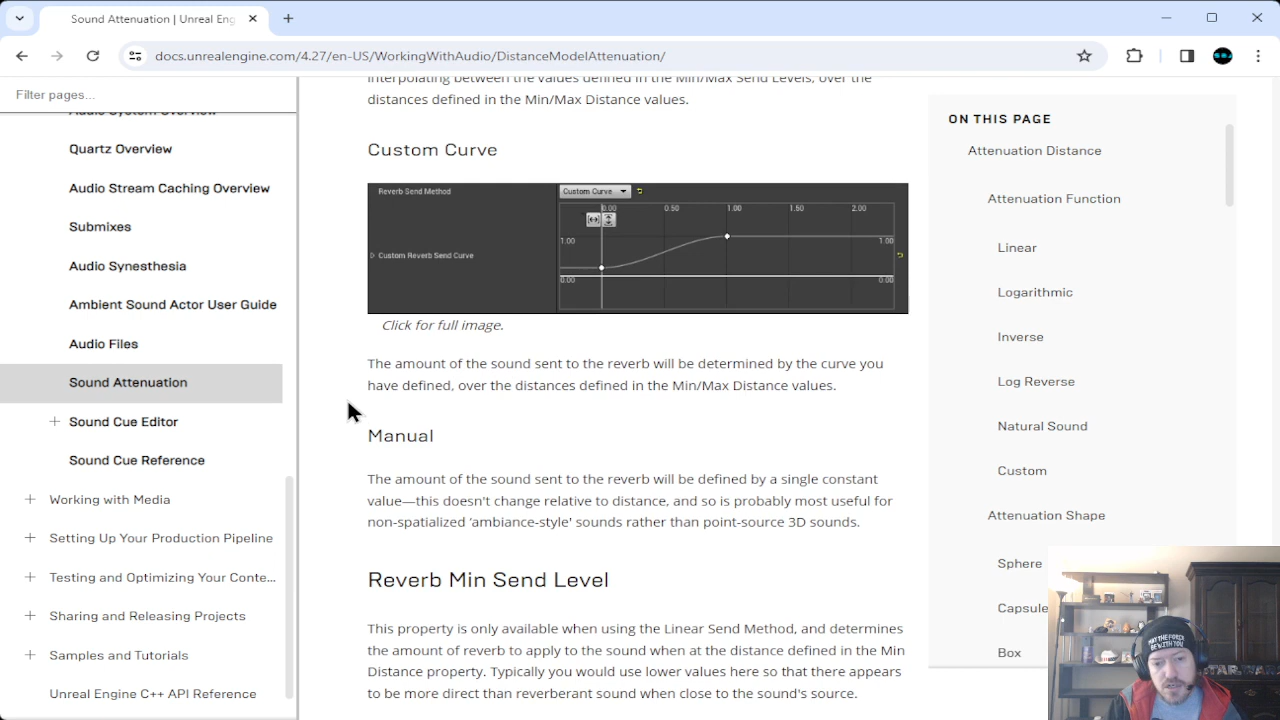 Sound Attenuation | Unreal Eng
docs.unrealengine.com/4.27/en-US/WorkingWithAudio/DistanceModelAttenuation/
Filter pages...
Audio System Overview
Quartz Overview
Audio Stream Caching Overview
Submixes
Audio Synesthesia
Ambient Sound Actor User Guide
Audio Files
Sound Attenuation
Sound Cue Editor
Sound Cue Reference
Working with Media
Setting Up Your Production Pipeline
Testing and Optimizing Your Conte...
Sharing and Releasing Projects
Samples and Tutorials
Unreal Engine C++ API Reference
interpolating between the values defined in the Min/Max Send Levels, over the
distances defined in the Min/Max Distance values.
Custom Curve
Reverb Send Method
Custom Curve
0.00 0.50 1.00 1.50 2.00
1.00 1.00
Custom Reverb Send Curve
0.00 0.00
Click for full image.
The amount of the sound sent to the reverb will be determined by the curve you
have defined, over the distances defined in the Min/Max Distance values.
Manual
The amount of the sound sent to the reverb will be defined by a single constant
value—this doesn't change relative to distance, and so is probably most useful for
non-spatialized 'ambiance-style' sounds rather than point-source 3D sounds.
Reverb Min Send Level
This property is only available when using the Linear Send Method, and determines
the amount of reverb to apply to the sound when at the distance defined in the Min
Distance property. Typically you would use lower values here so that there appears
to be more direct than reverberant sound when close to the sound's source.
ON THIS PAGE
Attenuation Distance
Attenuation Function
Linear
Logarithmic
Inverse
Log Reverse
Natural Sound
Custom
Attenuation Shape
Sphere
Capsule
Box
MAY THE FORCE
BE WITH YOU
STAR WARS